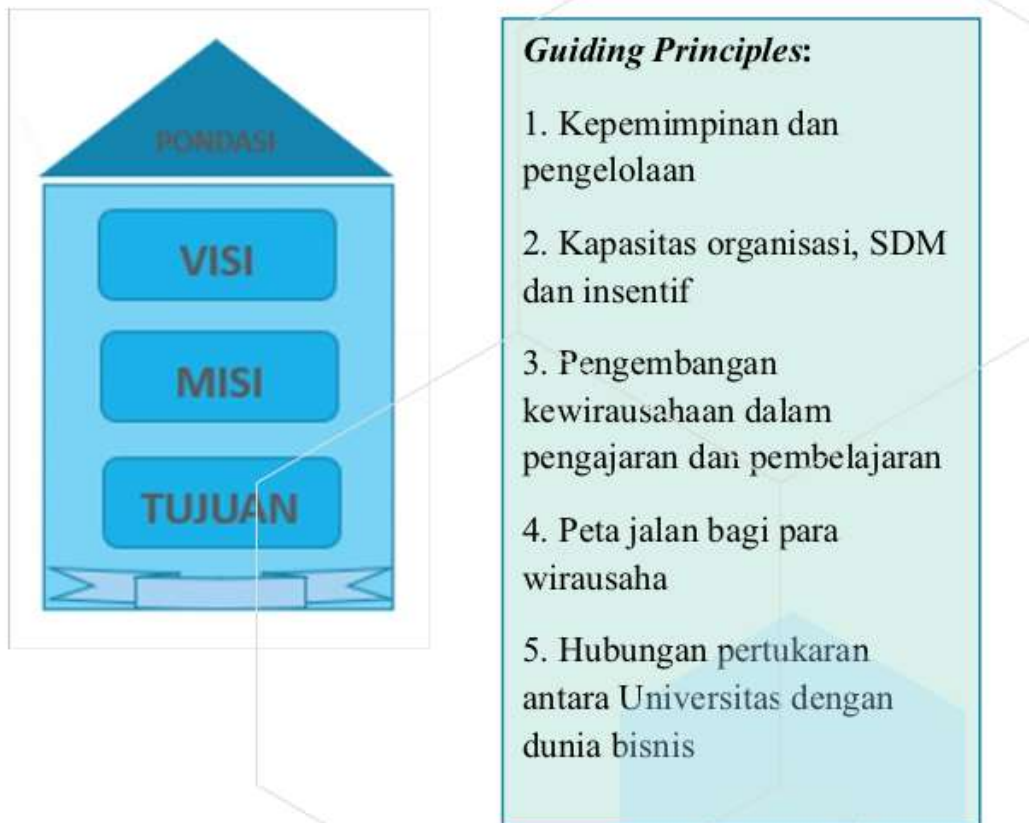 PONDASI
VISI
MISI
TUJUAN
Guiding Principles:
1. Kepemimpinan dan
pengelolaan
2. Kapasitas organisasi, SDM
dan insentif
3. Pengembangan
kewirausahaan dalam
pengajaran dan pembelajaran
4. Peta jalan bagi para
wirausaha
5. Hubungan pertukaran
antara Universitas dengan
dunia bisnis